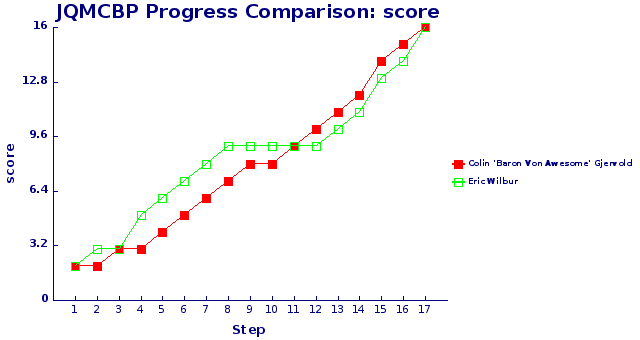 JQMCBP Progress Comparison: score
16
12.8
9.6
6.4
3.2
0
score
1 2 3 4 5 6 7 8 9 10 11 12 13 14 15 16 17
Step
Colin 'Baron Von Awesome' Gjervold
Eric Wilbur